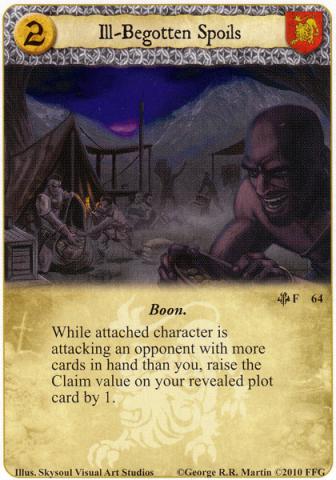 2 Ill-Begotten Spoils
F 64
Boon.
While attached character is
attacking an opponent with more
cards in hand than you, raise the
Claim value on your revealed plot
card by 1.
Illus. Skysoul Visual Art Studios ©George R.R. Martin ©2010 FFG